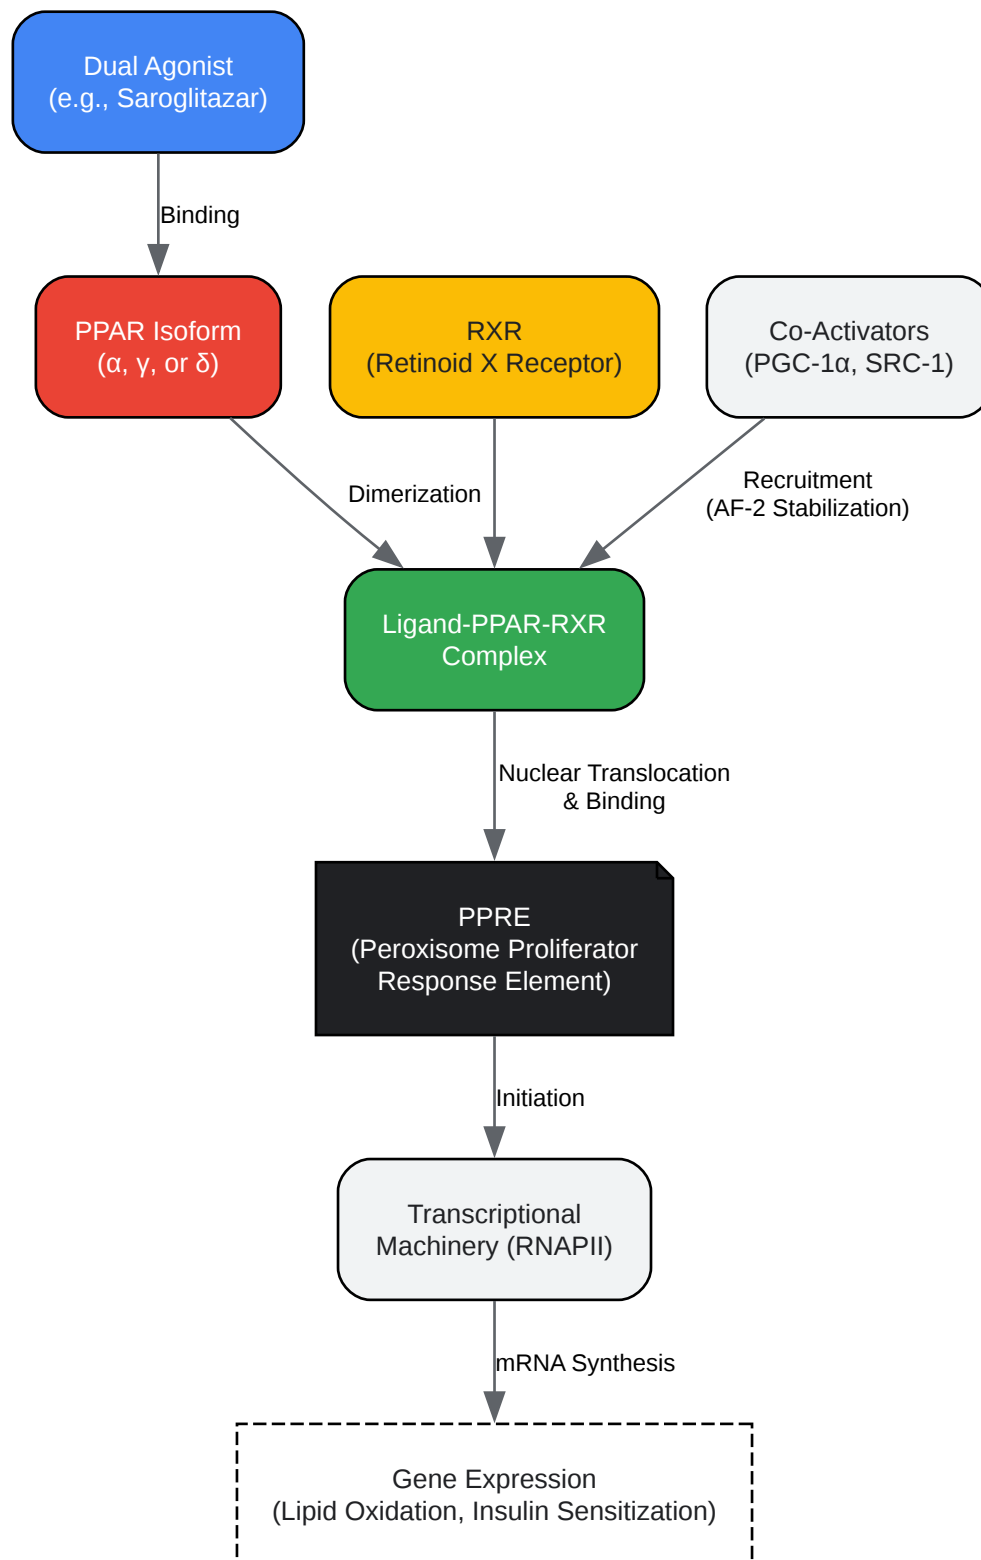 Dual Agonist
(e.g., Saroglitazar)
Binding
PPAR Isoform
(α, γ, or δ)
RXR
(Retinoid X Receptor)
Co-Activators
(PGC-1α, SRC-1)
Dimerization
Recruitment
(AF-2 Stabilization)
Ligand-PPAR-RXR
Complex
Nuclear Translocation
& Binding
PPRE
(Peroxisome Proliferator
Response Element)
Initiation
Transcriptional
Machinery (RNAPII)
mRNA Synthesis
Gene Expression
(Lipid Oxidation, Insulin Sensitization)